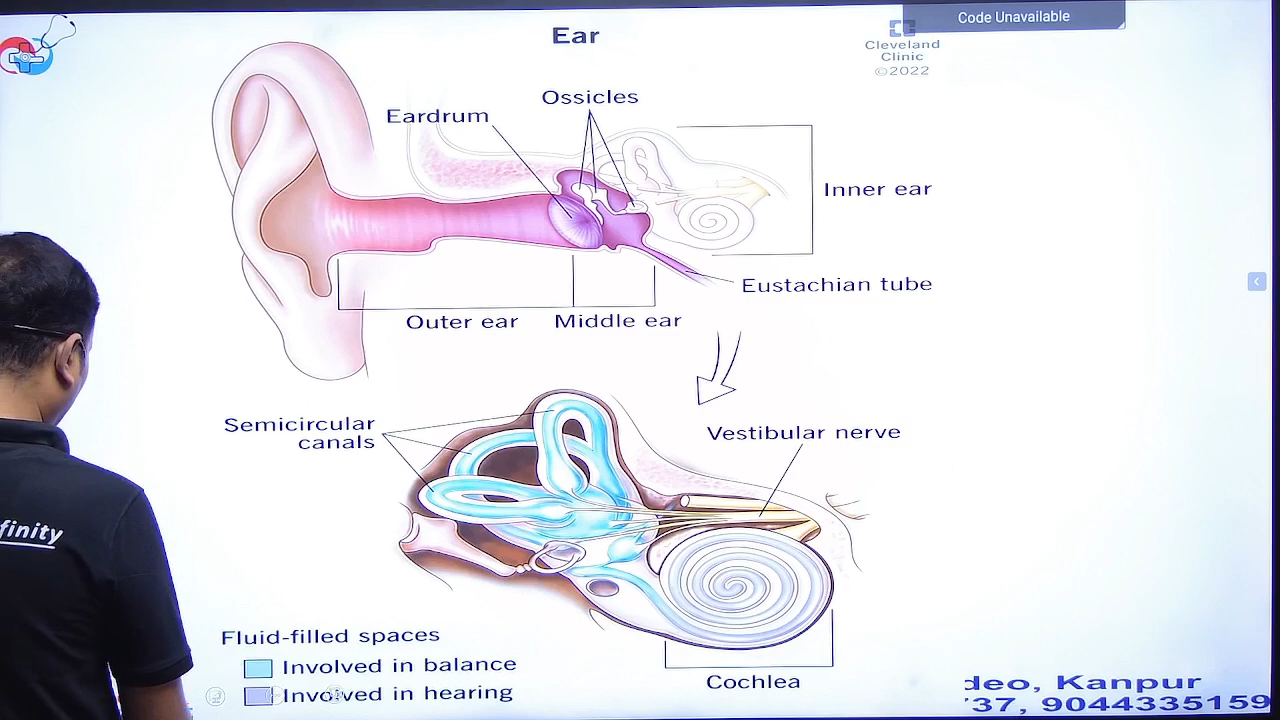 Code Unavailable
Ear
Cleveland
Clinic
©2022
Ossicles
Eardrum
Inner ear
Eustachian tube
Outer ear
Middle ear
Semicircular
canals
Vestibular nerve
finity
Fluid-filled spaces
Involved in balance
Involved in hearing
Cochlea
deo, Kanpur
37, 9044335159